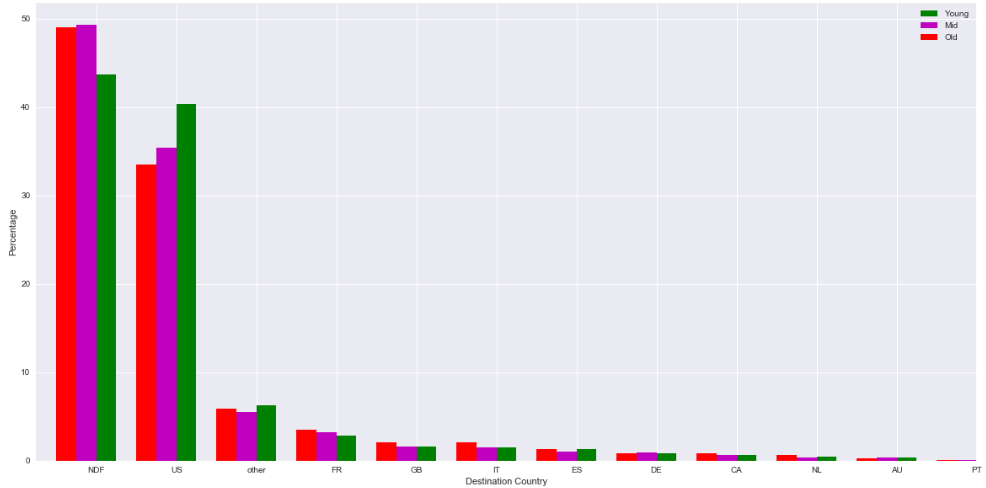 50
40
30
20
10
0
Percentage
Young
Mid
Old
NDF US other FR GB IT ES DE CA NL AU PT
Destination Country